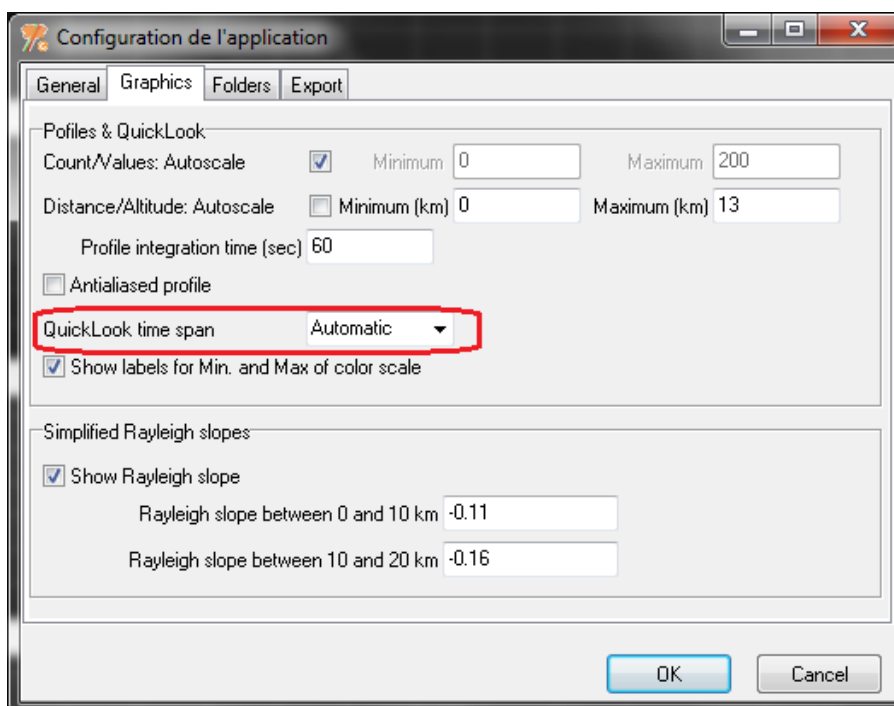 Configuration de l'application
General Graphics Folders Export
Pofiles & QuickLook
Count/Values: Autoscale Minimum 0 Maximum 200
Distance/Altitude: Autoscale Minimum (km) 0 Maximum (km) 13
Profile integration time (sec) 60
Antialiased profile
QuickLook time span Automatic
Show labels for Min. and Max of color scale
Simplified Rayleigh slopes
Show Rayleigh slope
Rayleigh slope between 0 and 10 km -0.11
Rayleigh slope between 10 and 20 km -0.16
OK Cancel